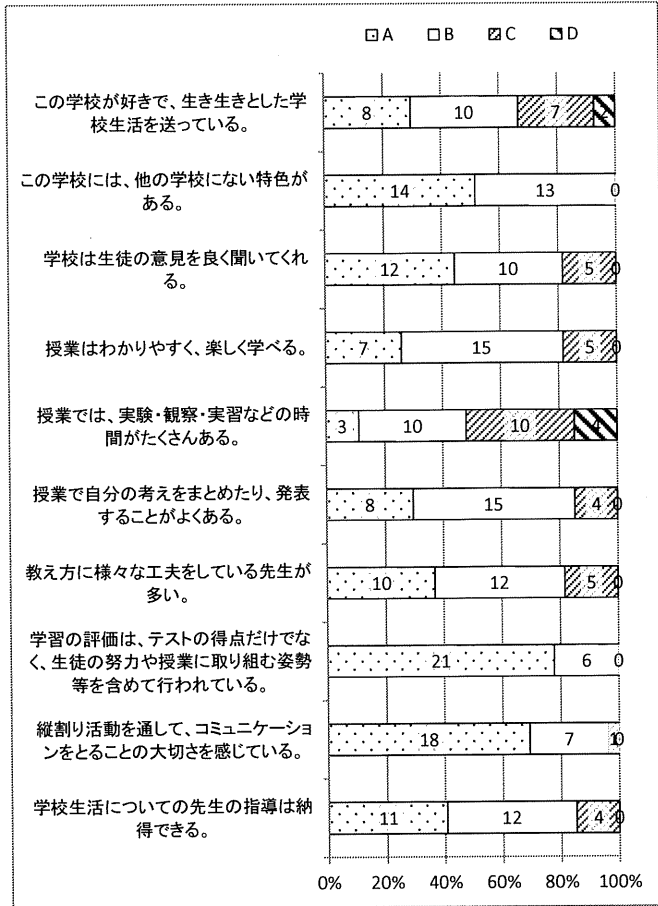 A B C D
この学校が好きで、生き生きとした学
校生活を送っている。
8 10 7 2
この学校には、他の学校にない特色が
ある。
14 13 0
学校は生徒の意見を良く聞いてくれ
る。
12 10 5 0
授業はわかりやすく、楽しく学べる。
7 15 5 0
授業では、実験・観察・実習などの時
間がたくさんある。
3 10 10 4
授業で自分の考えをまとめたり、発表
することがよくある。
8 15 4 0
教え方に様々な工夫をしている先生が
多い。
10 12 5 0
学習の評価は、テストの得点だけでな
く、生徒の努力や授業に取り組む姿勢
等を含めて行われている。
21 6 0
縦割り活動を通して、コミュニケーショ
ンをとることの大切さを感じている。
18 7 1 0
学校生活についての先生の指導は納
得できる。
11 12 4 0
0% 20% 40% 60% 80% 100%